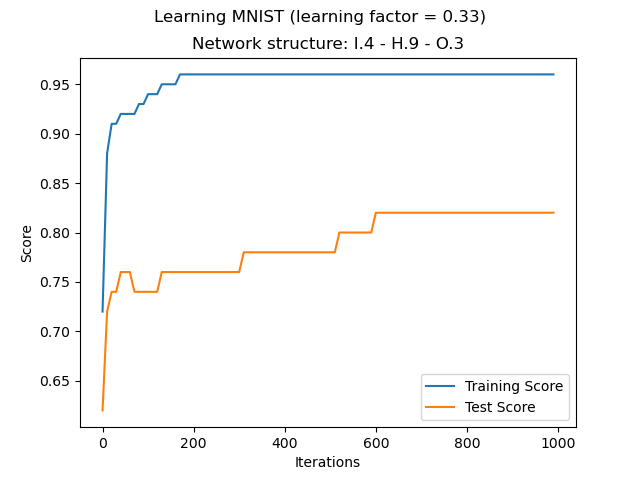 Learning MNIST (learning factor = 0.33)
Network structure: I.4 - H.9 - O.3
0.95
0.90
0.85
0.80
0.75
0.70
0.65
Score
0 200 400 600 800 1000
Iterations
Training Score
Test Score